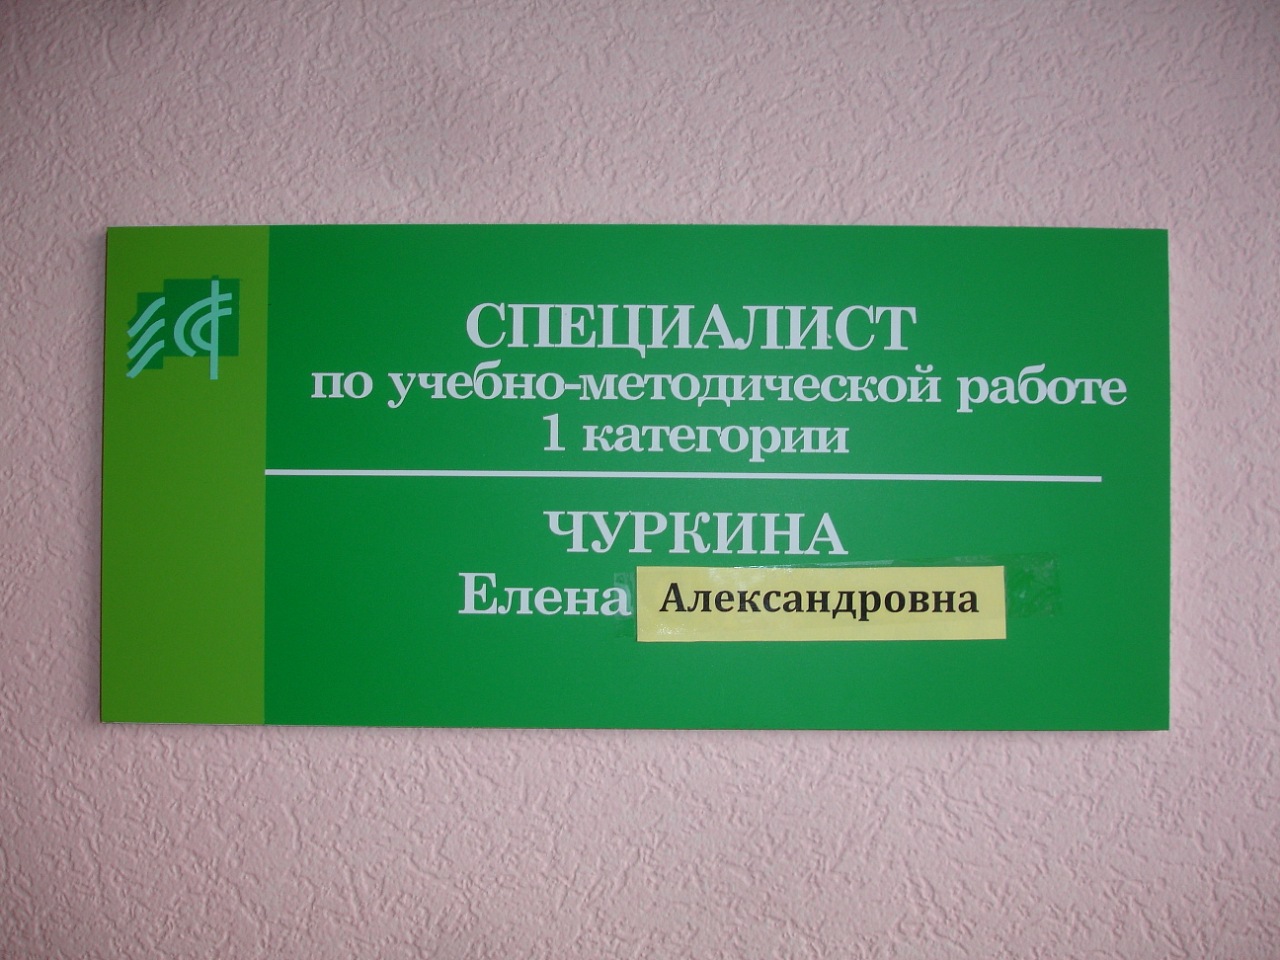 СПЕЦИАЛИСТ
по учебно-методической работе
1 категории
ЧУРКИНА
Елена Александровна